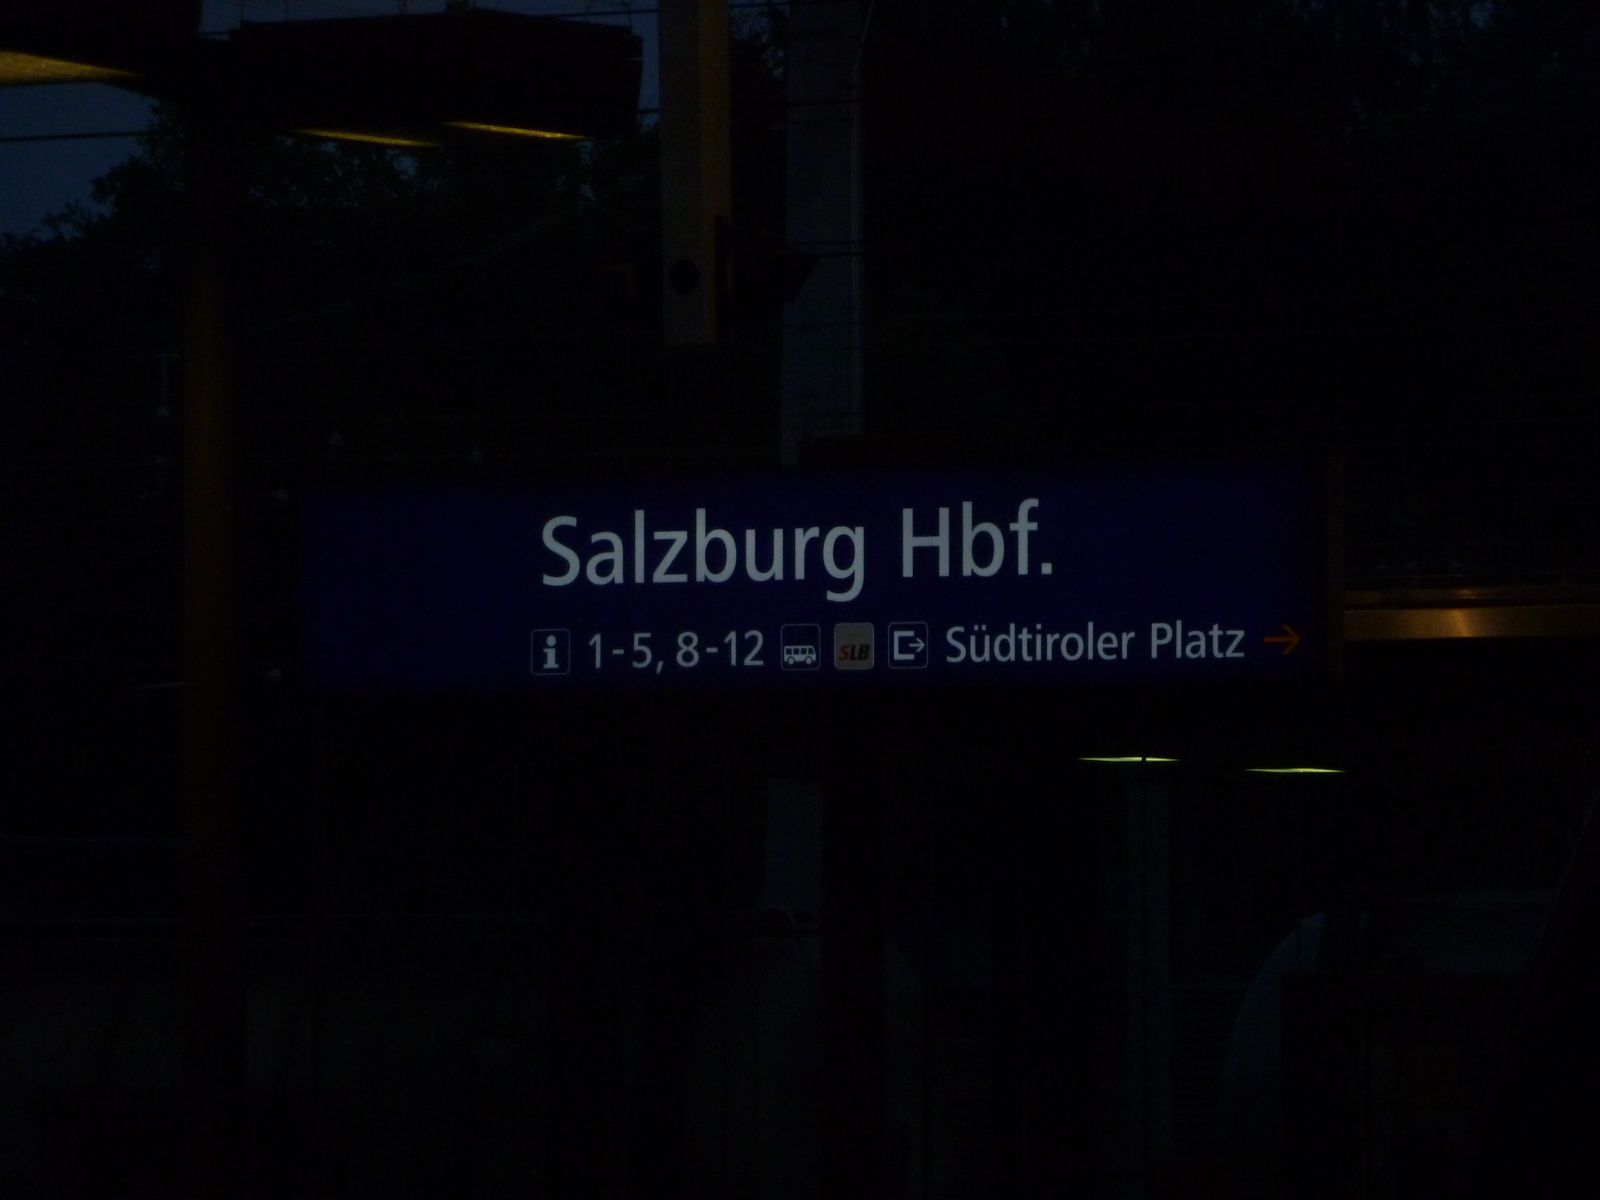 Salzburg Hbf.
i 1-5, 8-12 SLB Südtiroler Platz →